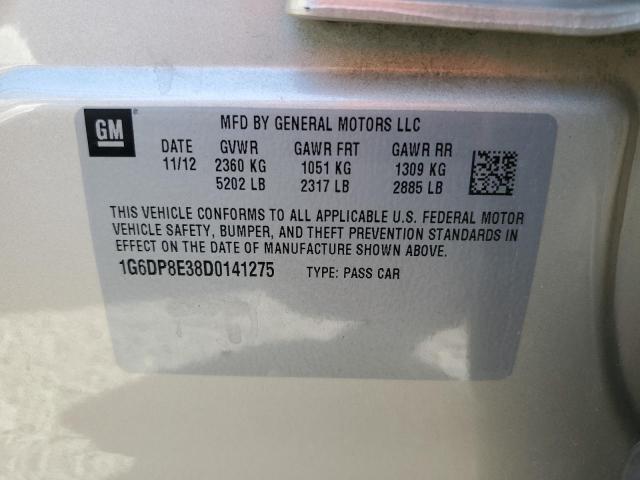 GM
MFD BY GENERAL MOTORS LLC
DATE GVWR GAWR FRT GAWR RR
11/12 2360 KG 1051 KG 1309 KG
5202 LB 2317 LB 2885 LB
THIS VEHICLE CONFORMS TO ALL APPLICABLE U.S. FEDERAL MOTOR
VEHICLE SAFETY, BUMPER, AND THEFT PREVENTION STANDARDS IN
EFFECT ON THE DATE OF MANUFACTURE SHOWN ABOVE.
1G6DP8E38D0141275 TYPE: PASS CAR